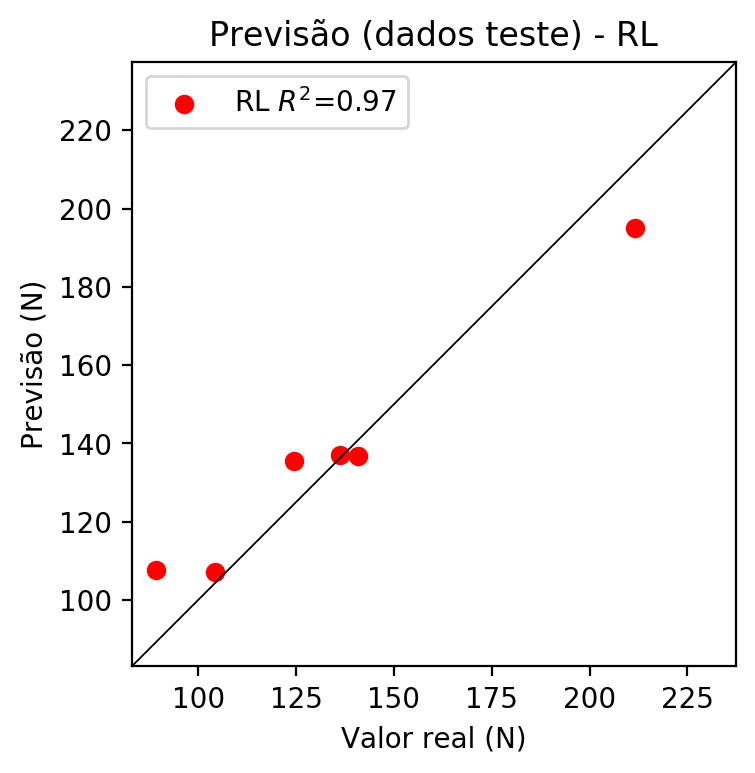 Previsão (dados teste) - RL
RL R²=0.97
220
200
180
160
140
120
100
Previsão (N)
100 125 150 175 200 225
Valor real (N)